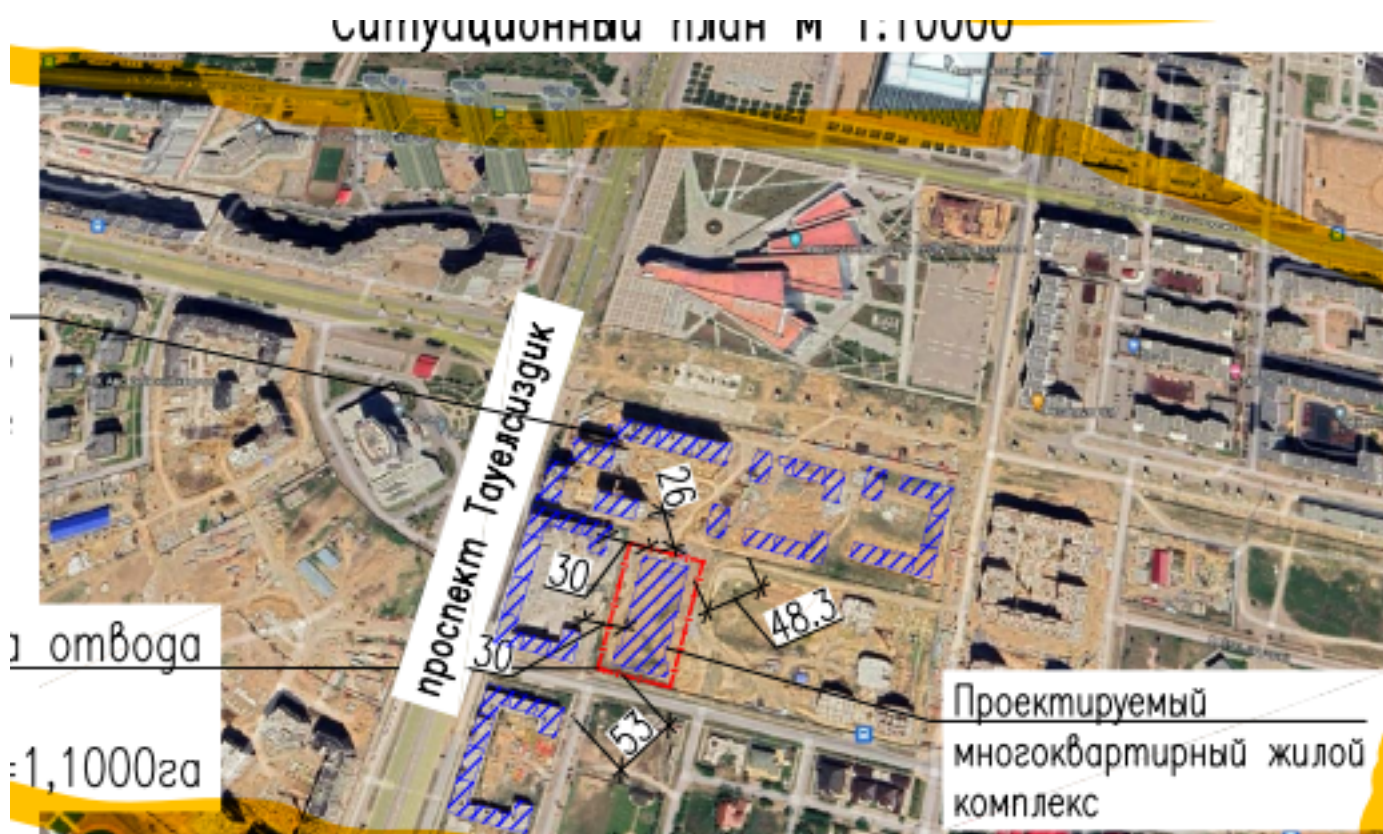 Ситуационный план М 1:10000
проспект Тауелсиздик
26
30
48.3
30
53
а отвода
=1,1000га
Проектируемый
многоквартирный жилой
комплекс